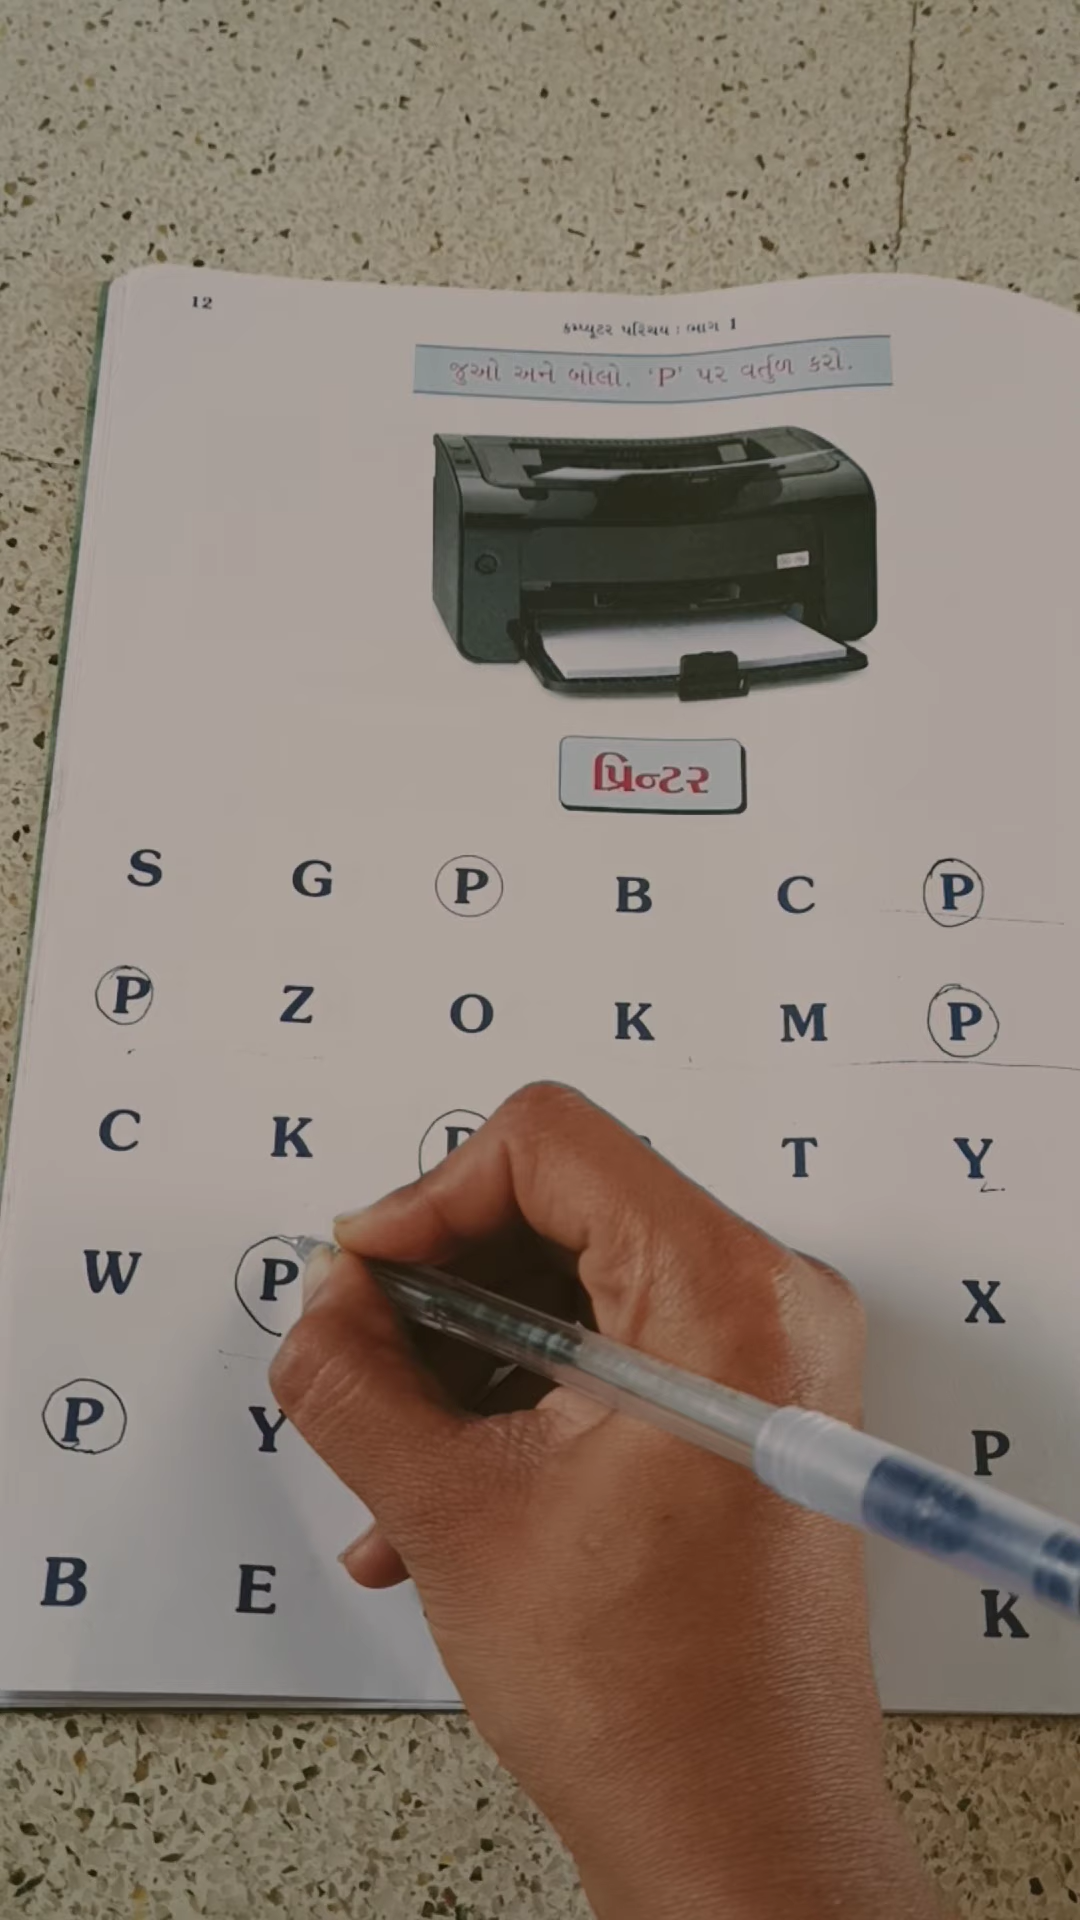 12
કમ્પ્યૂટર પરિચય : ભાગ 1
જુઓ અને બોલો. 'P' પર વર્તુળ કરો.
પ્રિન્ટર
S G P B C P
P Z O K M P
C K T Y
W P X
P Y P
B E K